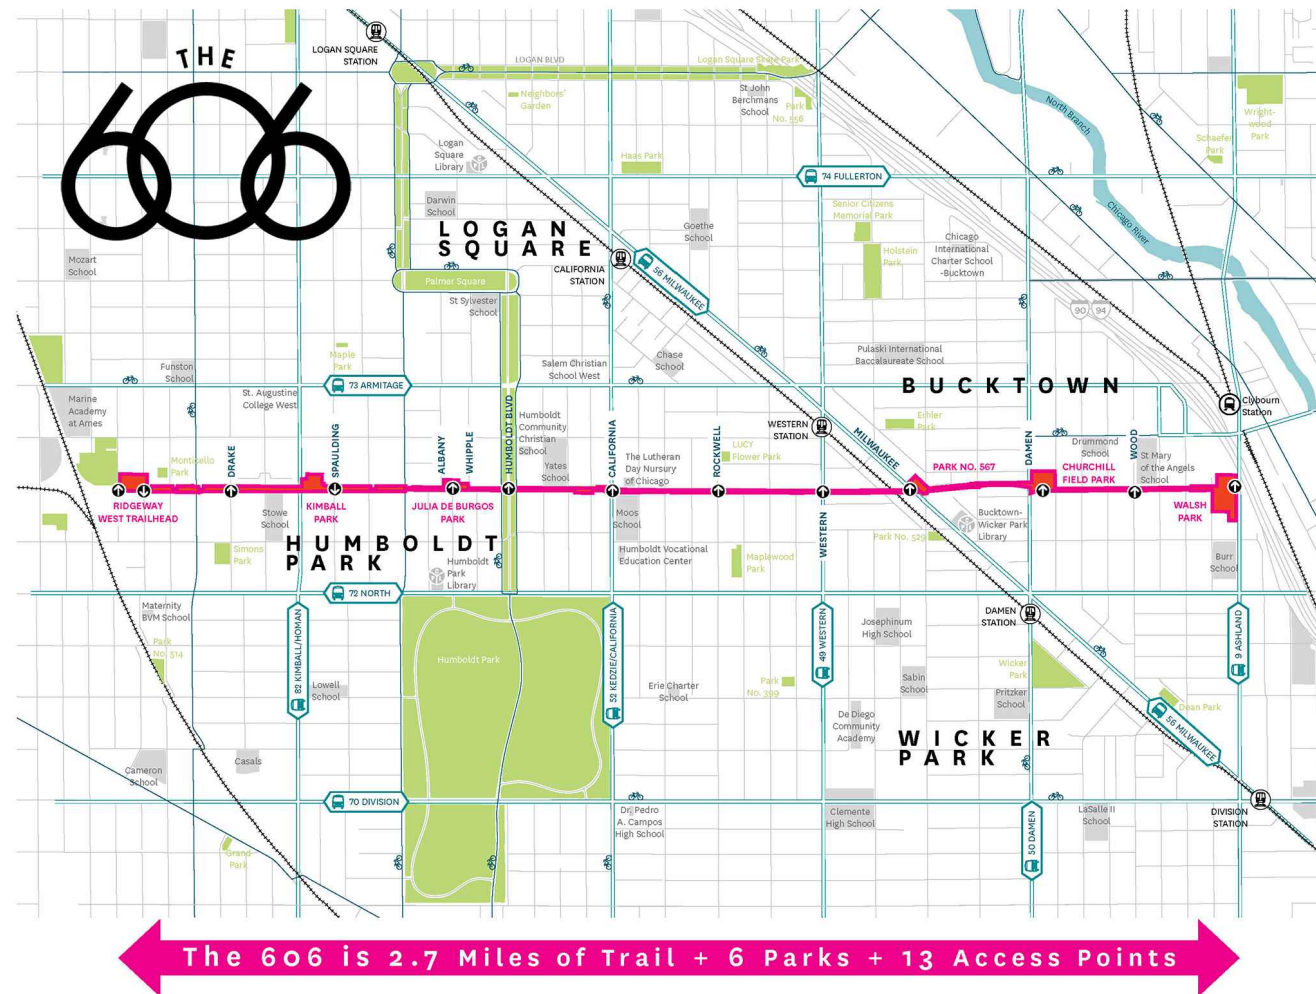 THE
606
LOGAN SQUARE
STATION
LOGAN BLVD
Logan Square Skate Park
Neighbors'
Garden
St John
Berchmans
School
Park
No. 556
North Branch
Wright-
wood
Park
Schaefer
Park
Logan
Square
Library
Haas Park
74 FULLERTON
Darwin
School
Senior Citizens
Memorial Park
Chicago River
LOGAN
SQUARE
Goethe
School
Chicago
International
Charter School
-Bucktown
Holstein
Park
Mozart
School
CALIFORNIA
STATION
56 MILWAUKEE
Palmer Square
St Sylvester
School
90
94
Maple
Park
Funston
School
Salem Christian
School West
Chase
School
Pulaski International
Baccalaureate School
73 ARMITAGE
BUCKTOWN
St. Augustine
College West
Marine
Academy
at Ames
Clybourn
Station
HUMBOLDT BLVD
Humboldt
Community
Christian
School
WESTERN
STATION
Ehler
Park
MILWAUKEE
DRAKE
SPAULDING
ALBANY
WHIPPLE
CALIFORNIA
ROCKWELL
DAMEN
WOOD
LUCY
Flower Park
Drummond
School
Monticello
Park
Yates
School
The Lutheran
Day Nursury
of Chicago
St Mary
of the Angels
School
PARK NO. 567
CHURCHILL
FIELD PARK
RIDGEWAY
WEST TRAILHEAD
KIMBALL
PARK
JULIA DE BURGOS
PARK
WALSH
PARK
Stowe
School
Moos
School
WESTERN
Bucktown-
Wicker Park
Library
Park No. 529
HUMBOLDT
PARK
Simons
Park
Humboldt
Park
Library
Humboldt Vocational
Education Center
Maplewood
Park
Burr
School
72 NORTH
Maternity
BVM School
82 KIMBALL/HOMAN
52 KEDZIE/CALIFORNIA
49 WESTERN
9 ASHLAND
DAMEN
STATION
Josephinum
High School
Park
No. 514
Humboldt Park
Wicker
Park
Lowell
School
Erie Charter
School
Park
No. 399
Sabin
School
Pritzker
School
Dean Park
56 MILWAUKEE
De Diego
Community
Academy
WICKER
PARK
Casals
Cameron
School
70 DIVISION
Dr. Pedro
A. Campos
High School
Clemente
High School
50 DAMEN
LaSalle II
School
DIVISION
STATION
Grand
Park
The 606 is 2.7 Miles of Trail + 6 Parks + 13 Access Points